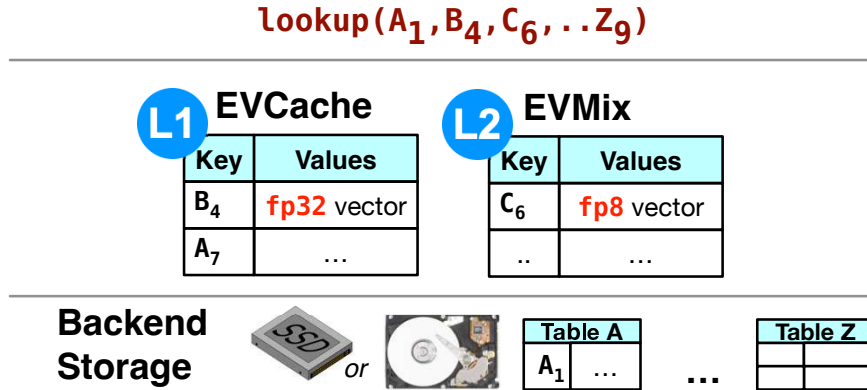 lookup(A1,B4,C6,..Z9)
L1 EVCache L2 EVMix
Key Values Key Values
B4 fp32 vector C6 fp8 vector
A7 ... .. ...
Backend Storage
SSD or
Table A ... Table Z
A1 ...